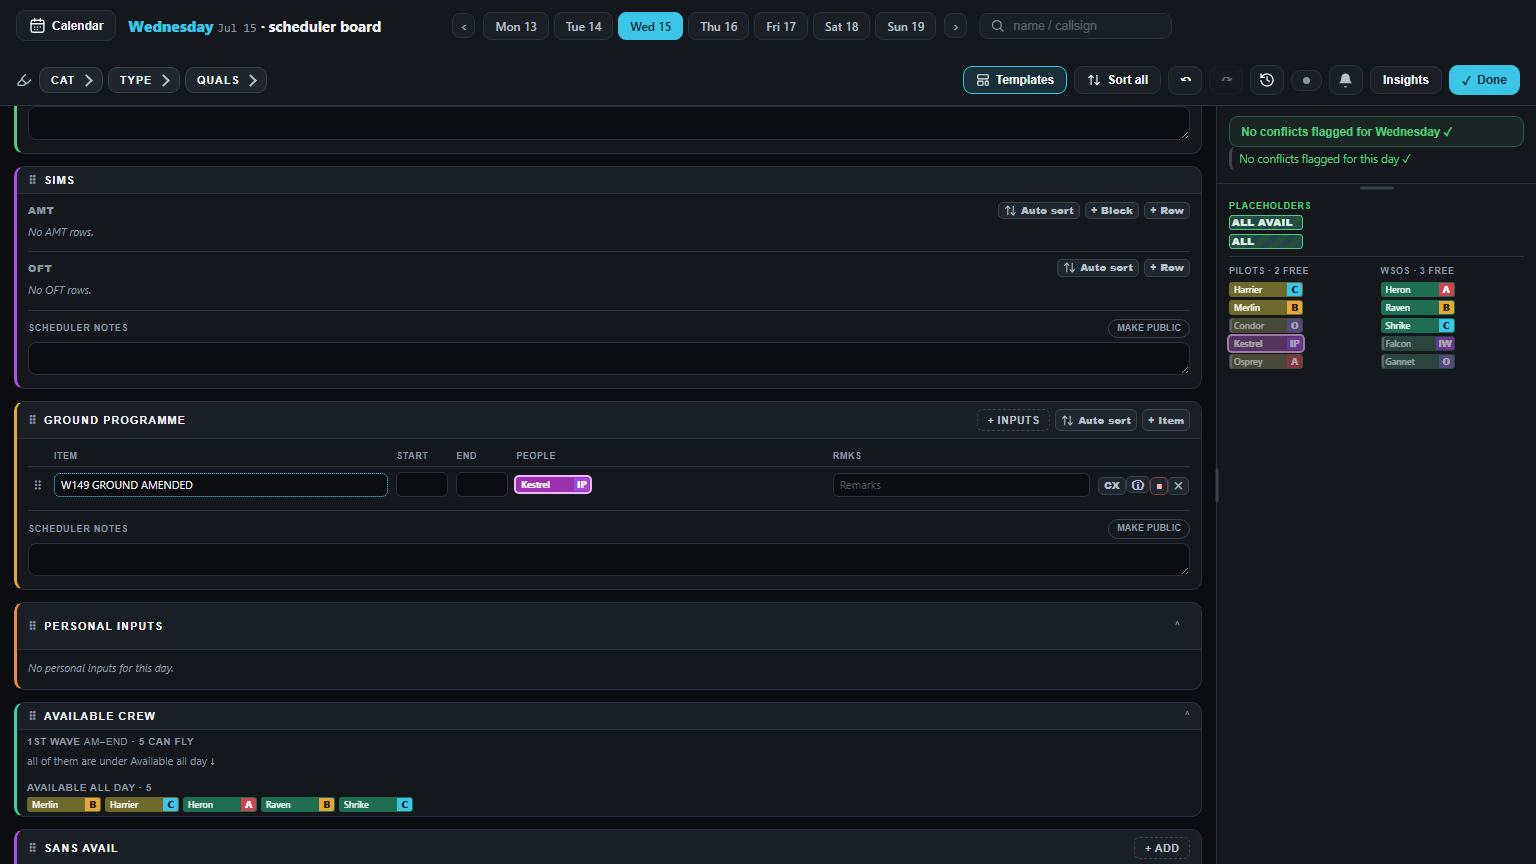 Calendar
Wednesday Jul 15 · scheduler board
‹ Mon 13 Tue 14 Wed 15 Thu 16 Fri 17 Sat 18 Sun 19 ›
name / callsign
CAT TYPE QUALS
Templates Sort all Insights ✓ Done
No conflicts flagged for Wednesday ✓
No conflicts flagged for this day ✓
SIMS
AMT Auto sort + Block + Row
No AMT rows.
OFT Auto sort + Row
No OFT rows.
SCHEDULER NOTES MAKE PUBLIC
GROUND PROGRAMME + INPUTS Auto sort + Item
ITEM START END PEOPLE RMKS
W149 GROUND AMENDED Kestrel IP Remarks CX
SCHEDULER NOTES MAKE PUBLIC
PERSONAL INPUTS
No personal inputs for this day.
AVAILABLE CREW
1ST WAVE AM–END · 5 CAN FLY
all of them are under Available all day ↓
AVAILABLE ALL DAY · 5
Merlin B Harrier C Heron A Raven B Shrike C
SANS AVAIL + ADD
PLACEHOLDERS
ALL AVAIL
ALL
PILOTS · 2 FREE WSOS · 3 FREE
Harrier C Heron A
Merlin B Raven B
Condor O Shrike C
Kestrel IP Falcon IW
Osprey A Gannet O